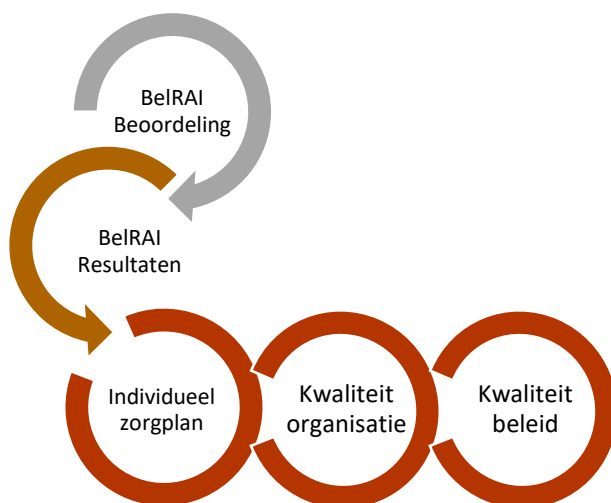 BelRAI
Beoordeling
BelRAI
Resultaten
Individueel
zorgplan
Kwaliteit
organisatie
Kwaliteit
beleid